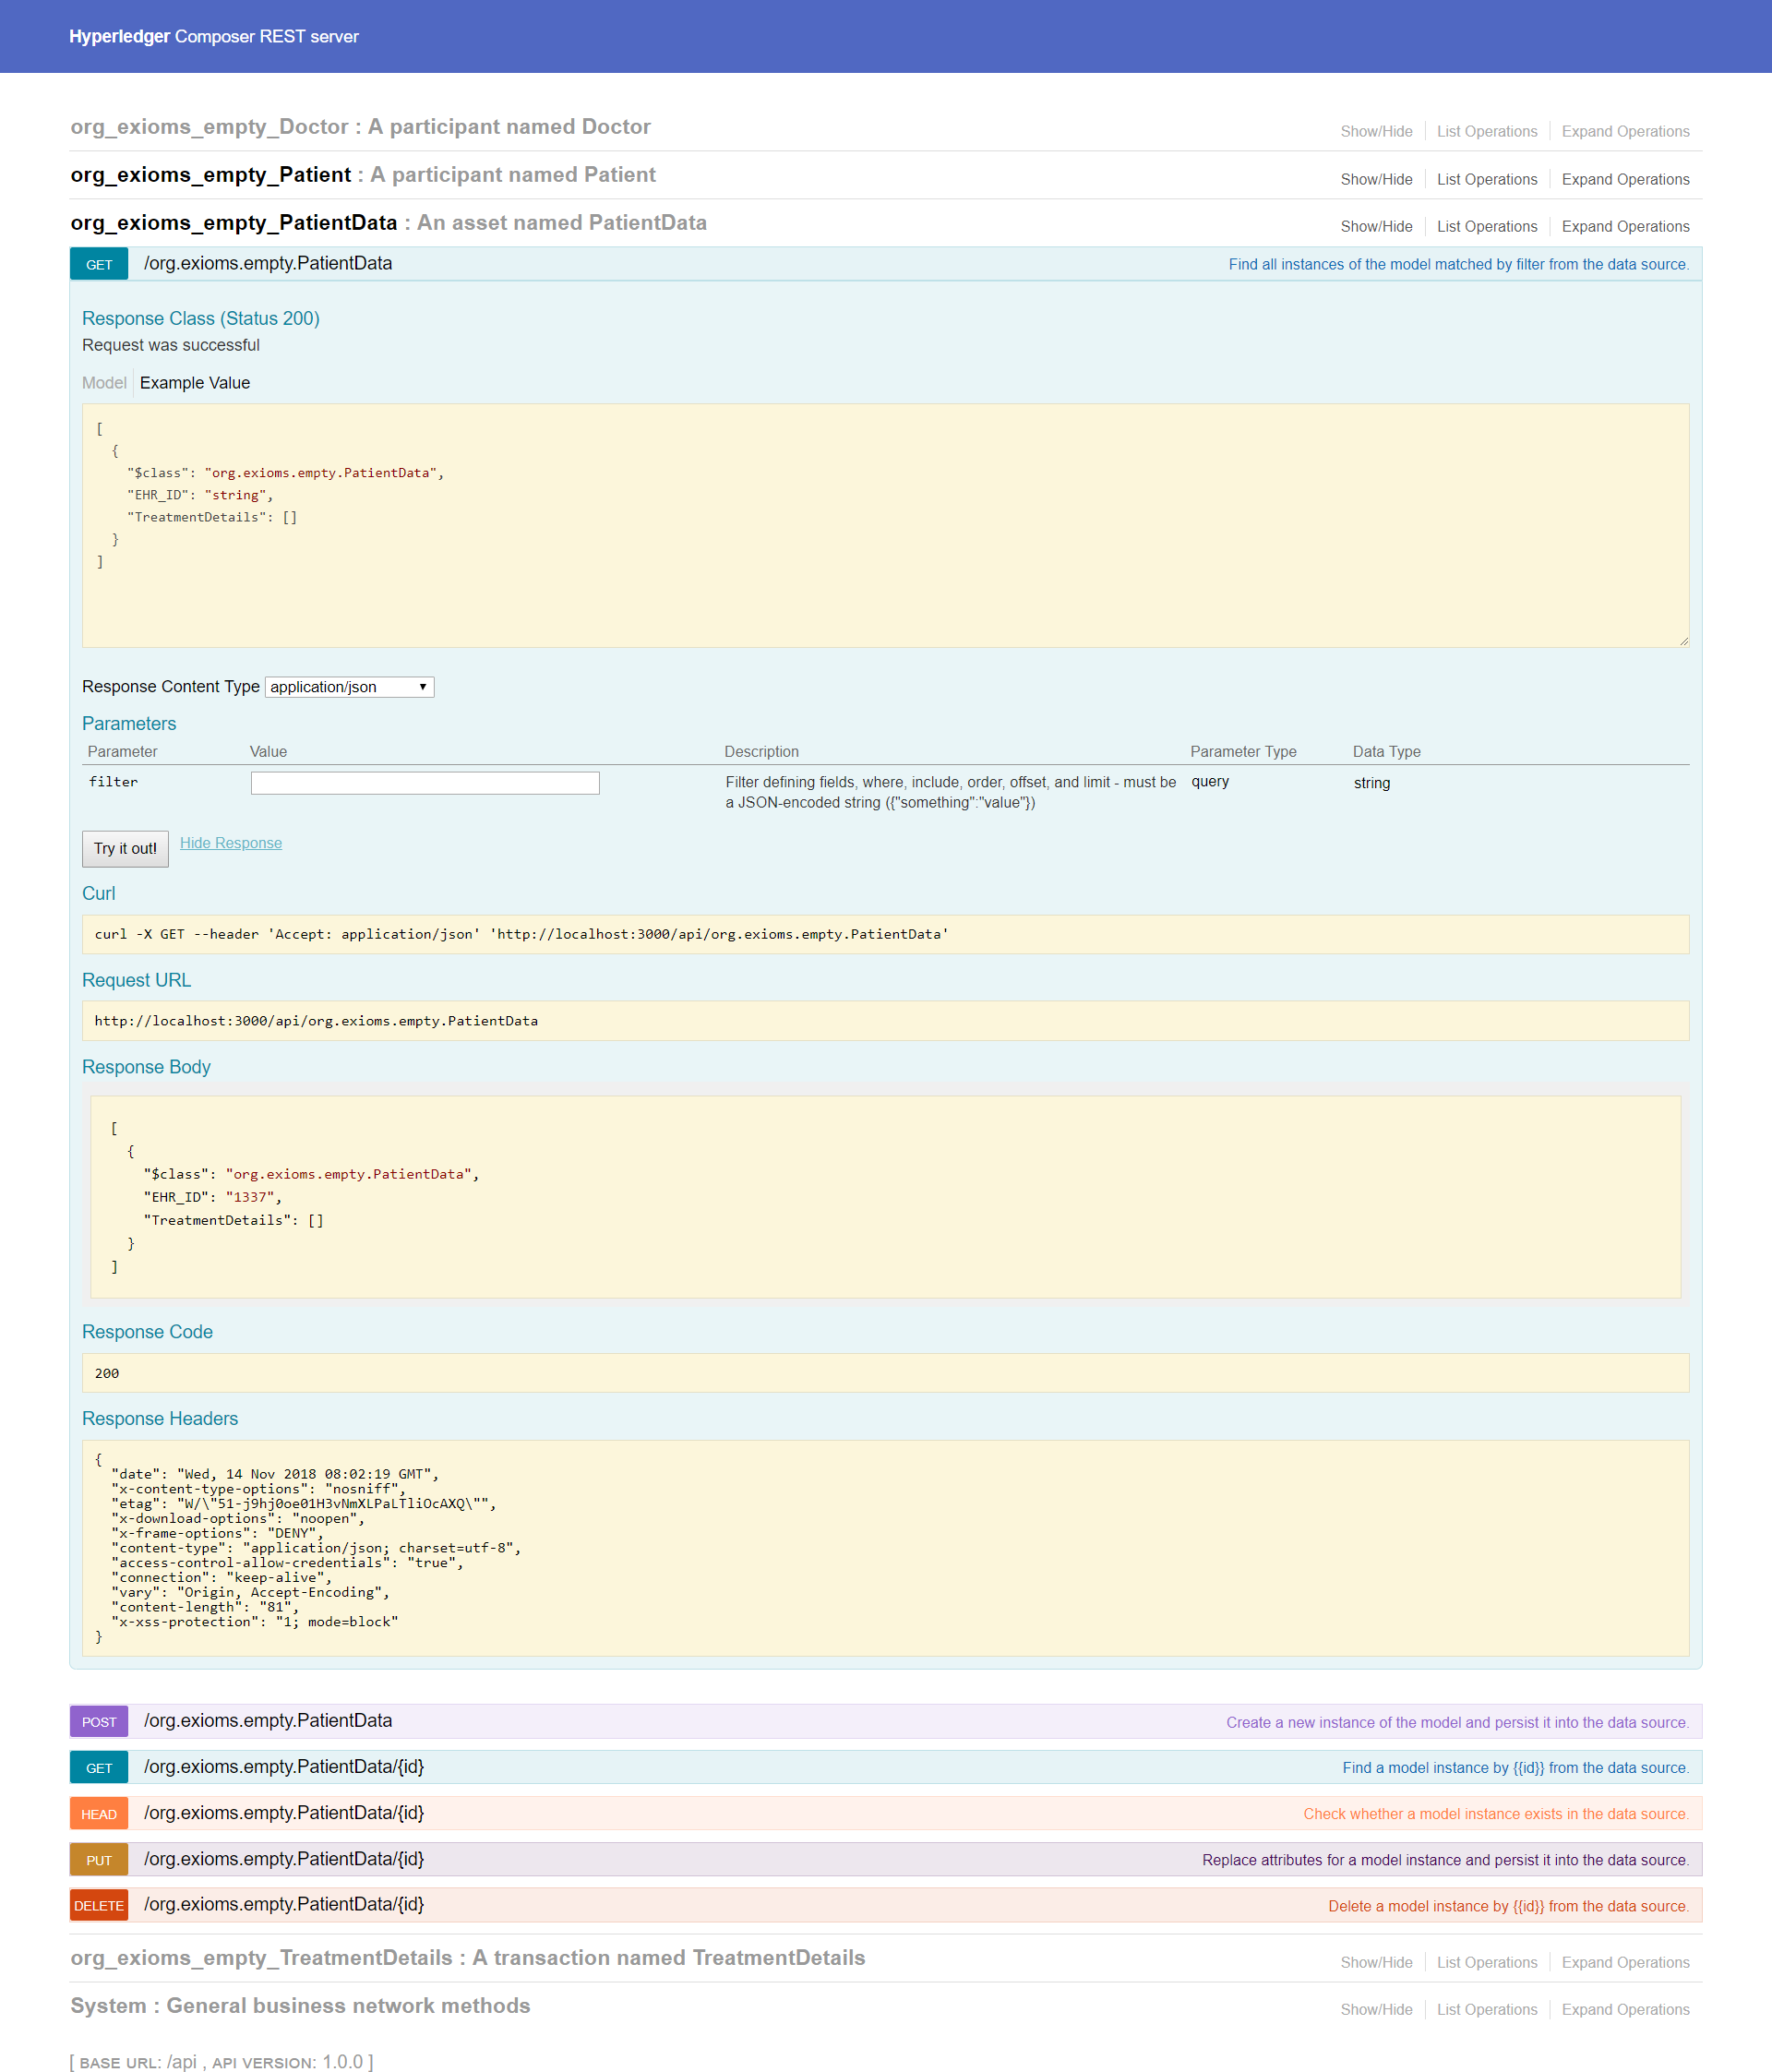 Hyperledger Composer REST server
org_exioms_empty_Doctor : A participant named Doctor
Show/Hide List Operations Expand Operations
org_exioms_empty_Patient : A participant named Patient
Show/Hide List Operations Expand Operations
org_exioms_empty_PatientData : An asset named PatientData
Show/Hide List Operations Expand Operations
GET /org.exioms.empty.PatientData Find all instances of the model matched by filter from the data source.
Response Class (Status 200)
Request was successful
Model Example Value
[
{
"$class": "org.exioms.empty.PatientData",
"EHR_ID": "string",
"TreatmentDetails": []
}
]
Response Content Type application/json
Parameters
Parameter Value Description Parameter Type Data Type
filter Filter defining fields, where, include, order, offset, and limit - must be query string
a JSON-encoded string ({"something":"value"})
Try it out! Hide Response
Curl
curl -X GET --header 'Accept: application/json' 'http://localhost:3000/api/org.exioms.empty.PatientData'
Request URL
http://localhost:3000/api/org.exioms.empty.PatientData
Response Body
[
{
"$class": "org.exioms.empty.PatientData",
"EHR_ID": "1337",
"TreatmentDetails": []
}
]
Response Code
200
Response Headers
{
"date": "Wed, 14 Nov 2018 08:02:19 GMT",
"x-content-type-options": "nosniff",
"etag": "W/\"51-j9hj0oe01H3vNmXLPaLTliOcAXQ\"",
"x-download-options": "noopen",
"x-frame-options": "DENY",
"content-type": "application/json; charset=utf-8",
"access-control-allow-credentials": "true",
"connection": "keep-alive",
"vary": "Origin, Accept-Encoding",
"content-length": "81",
"x-xss-protection": "1; mode=block"
}
POST /org.exioms.empty.PatientData Create a new instance of the model and persist it into the data source.
GET /org.exioms.empty.PatientData/{id} Find a model instance by {{id}} from the data source.
HEAD /org.exioms.empty.PatientData/{id} Check whether a model instance exists in the data source.
PUT /org.exioms.empty.PatientData/{id} Replace attributes for a model instance and persist it into the data source.
DELETE /org.exioms.empty.PatientData/{id} Delete a model instance by {{id}} from the data source.
org_exioms_empty_TreatmentDetails : A transaction named TreatmentDetails
Show/Hide List Operations Expand Operations
System : General business network methods
Show/Hide List Operations Expand Operations
[ BASE URL: /api , API VERSION: 1.0.0 ]